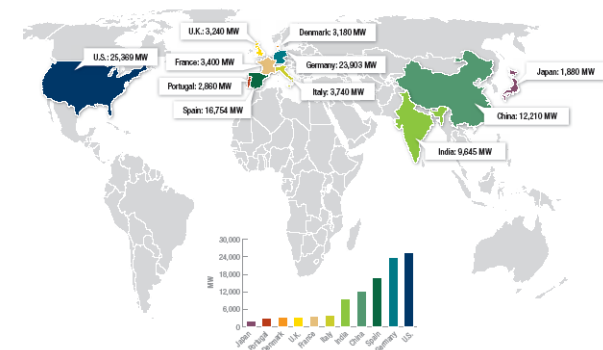 U.K.: 3,240 MW
Denmark: 3,180 MW
U.S.: 25,369 MW
France: 3,400 MW
Germany: 23,903 MW
Japan: 1,880 MW
Portugal: 2,860 MW
Italy: 3,740 MW
Spain: 16,754 MW
China: 12,210 MW
India: 9,645 MW
30,000
24,000
18,000
12,000
6,000
0
MW
Japan
Portugal
Denmark
U.K.
France
Italy
India
China
Spain
Germany
U.S.